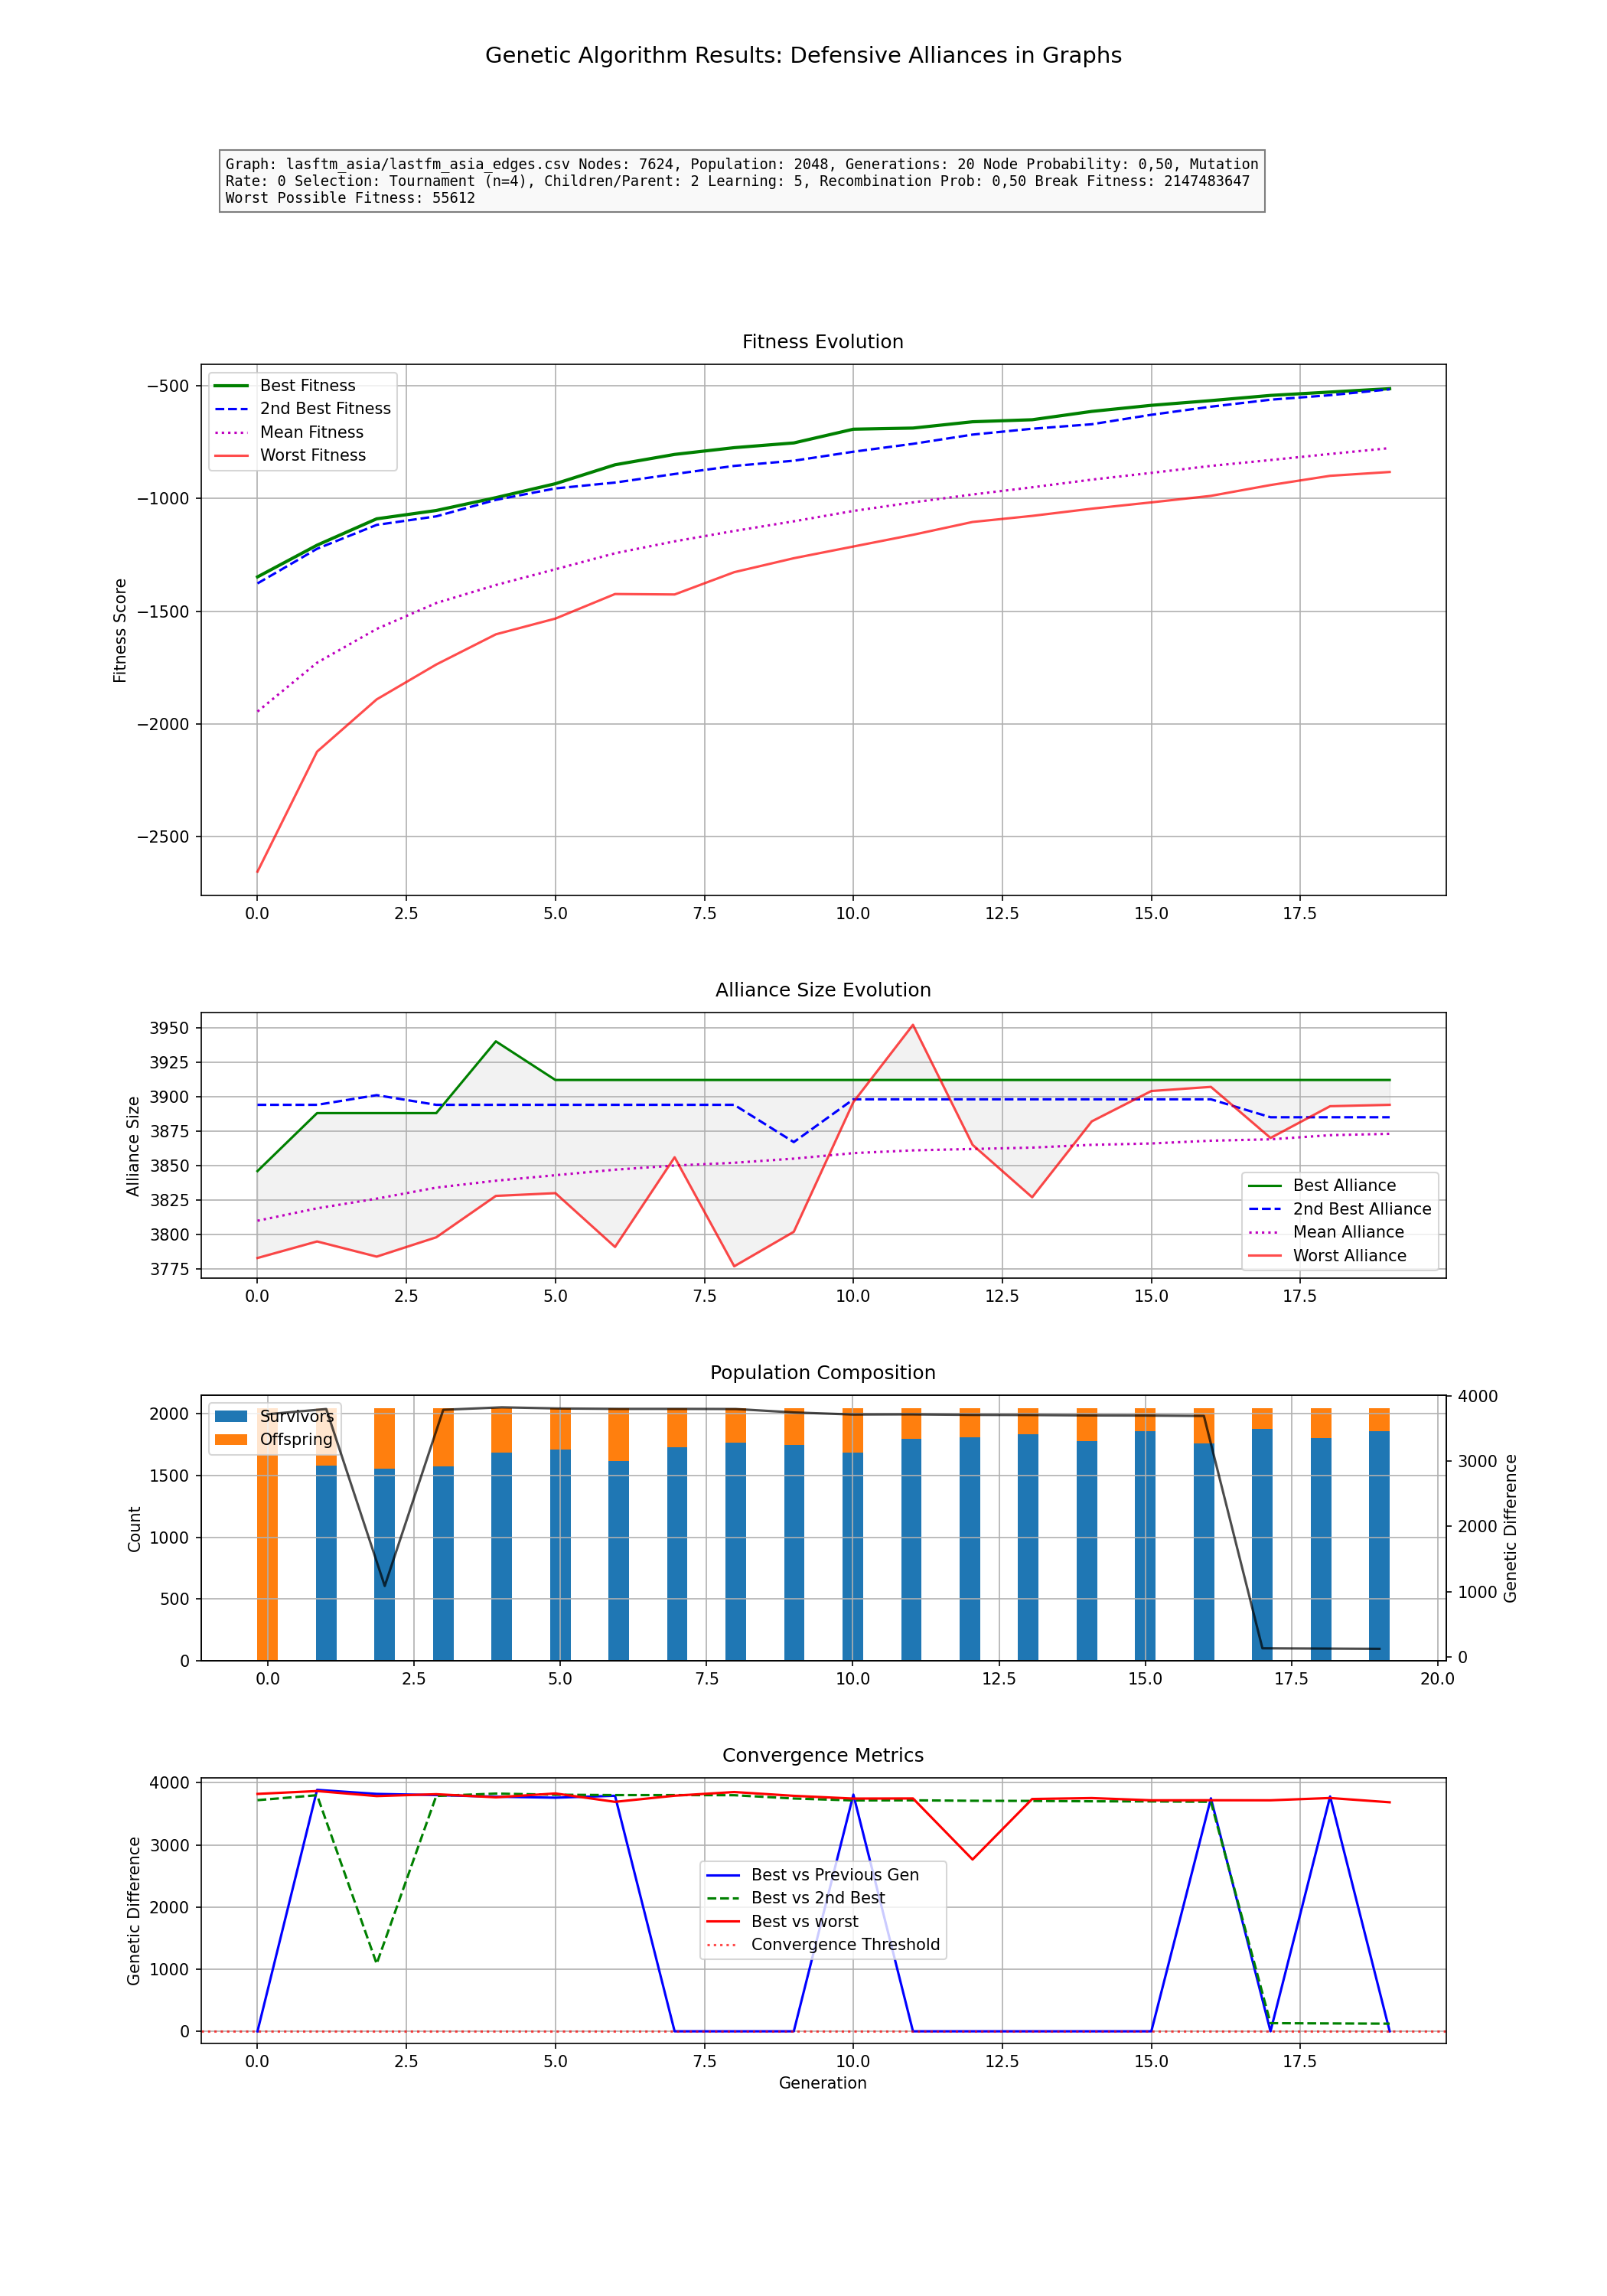 Genetic Algorithm Results: Defensive Alliances in Graphs
Graph: lasftm_asia/lastfm_asia_edges.csv Nodes: 7624, Population: 2048, Generations: 20 Node Probability: 0,50, Mutation
Rate: 0 Selection: Tournament (n=4), Children/Parent: 2 Learning: 5, Recombination Prob: 0,50 Break Fitness: 2147483647
Worst Possible Fitness: 55612
Fitness Evolution
Best Fitness
2nd Best Fitness
Mean Fitness
Worst Fitness
Fitness Score
−500
−1000
−1500
−2000
−2500
0.0 2.5 5.0 7.5 10.0 12.5 15.0 17.5
Alliance Size Evolution
Alliance Size
3950
3925
3900
3875
3850
3825
3800
3775
Best Alliance
2nd Best Alliance
Mean Alliance
Worst Alliance
0.0 2.5 5.0 7.5 10.0 12.5 15.0 17.5
Population Composition
Survivors
Offspring
Count
2000
1500
1000
500
0
4000
3000
2000
1000
0
Genetic Difference
0.0 2.5 5.0 7.5 10.0 12.5 15.0 17.5 20.0
Convergence Metrics
Genetic Difference
4000
3000
2000
1000
0
Best vs Previous Gen
Best vs 2nd Best
Best vs worst
Convergence Threshold
0.0 2.5 5.0 7.5 10.0 12.5 15.0 17.5
Generation